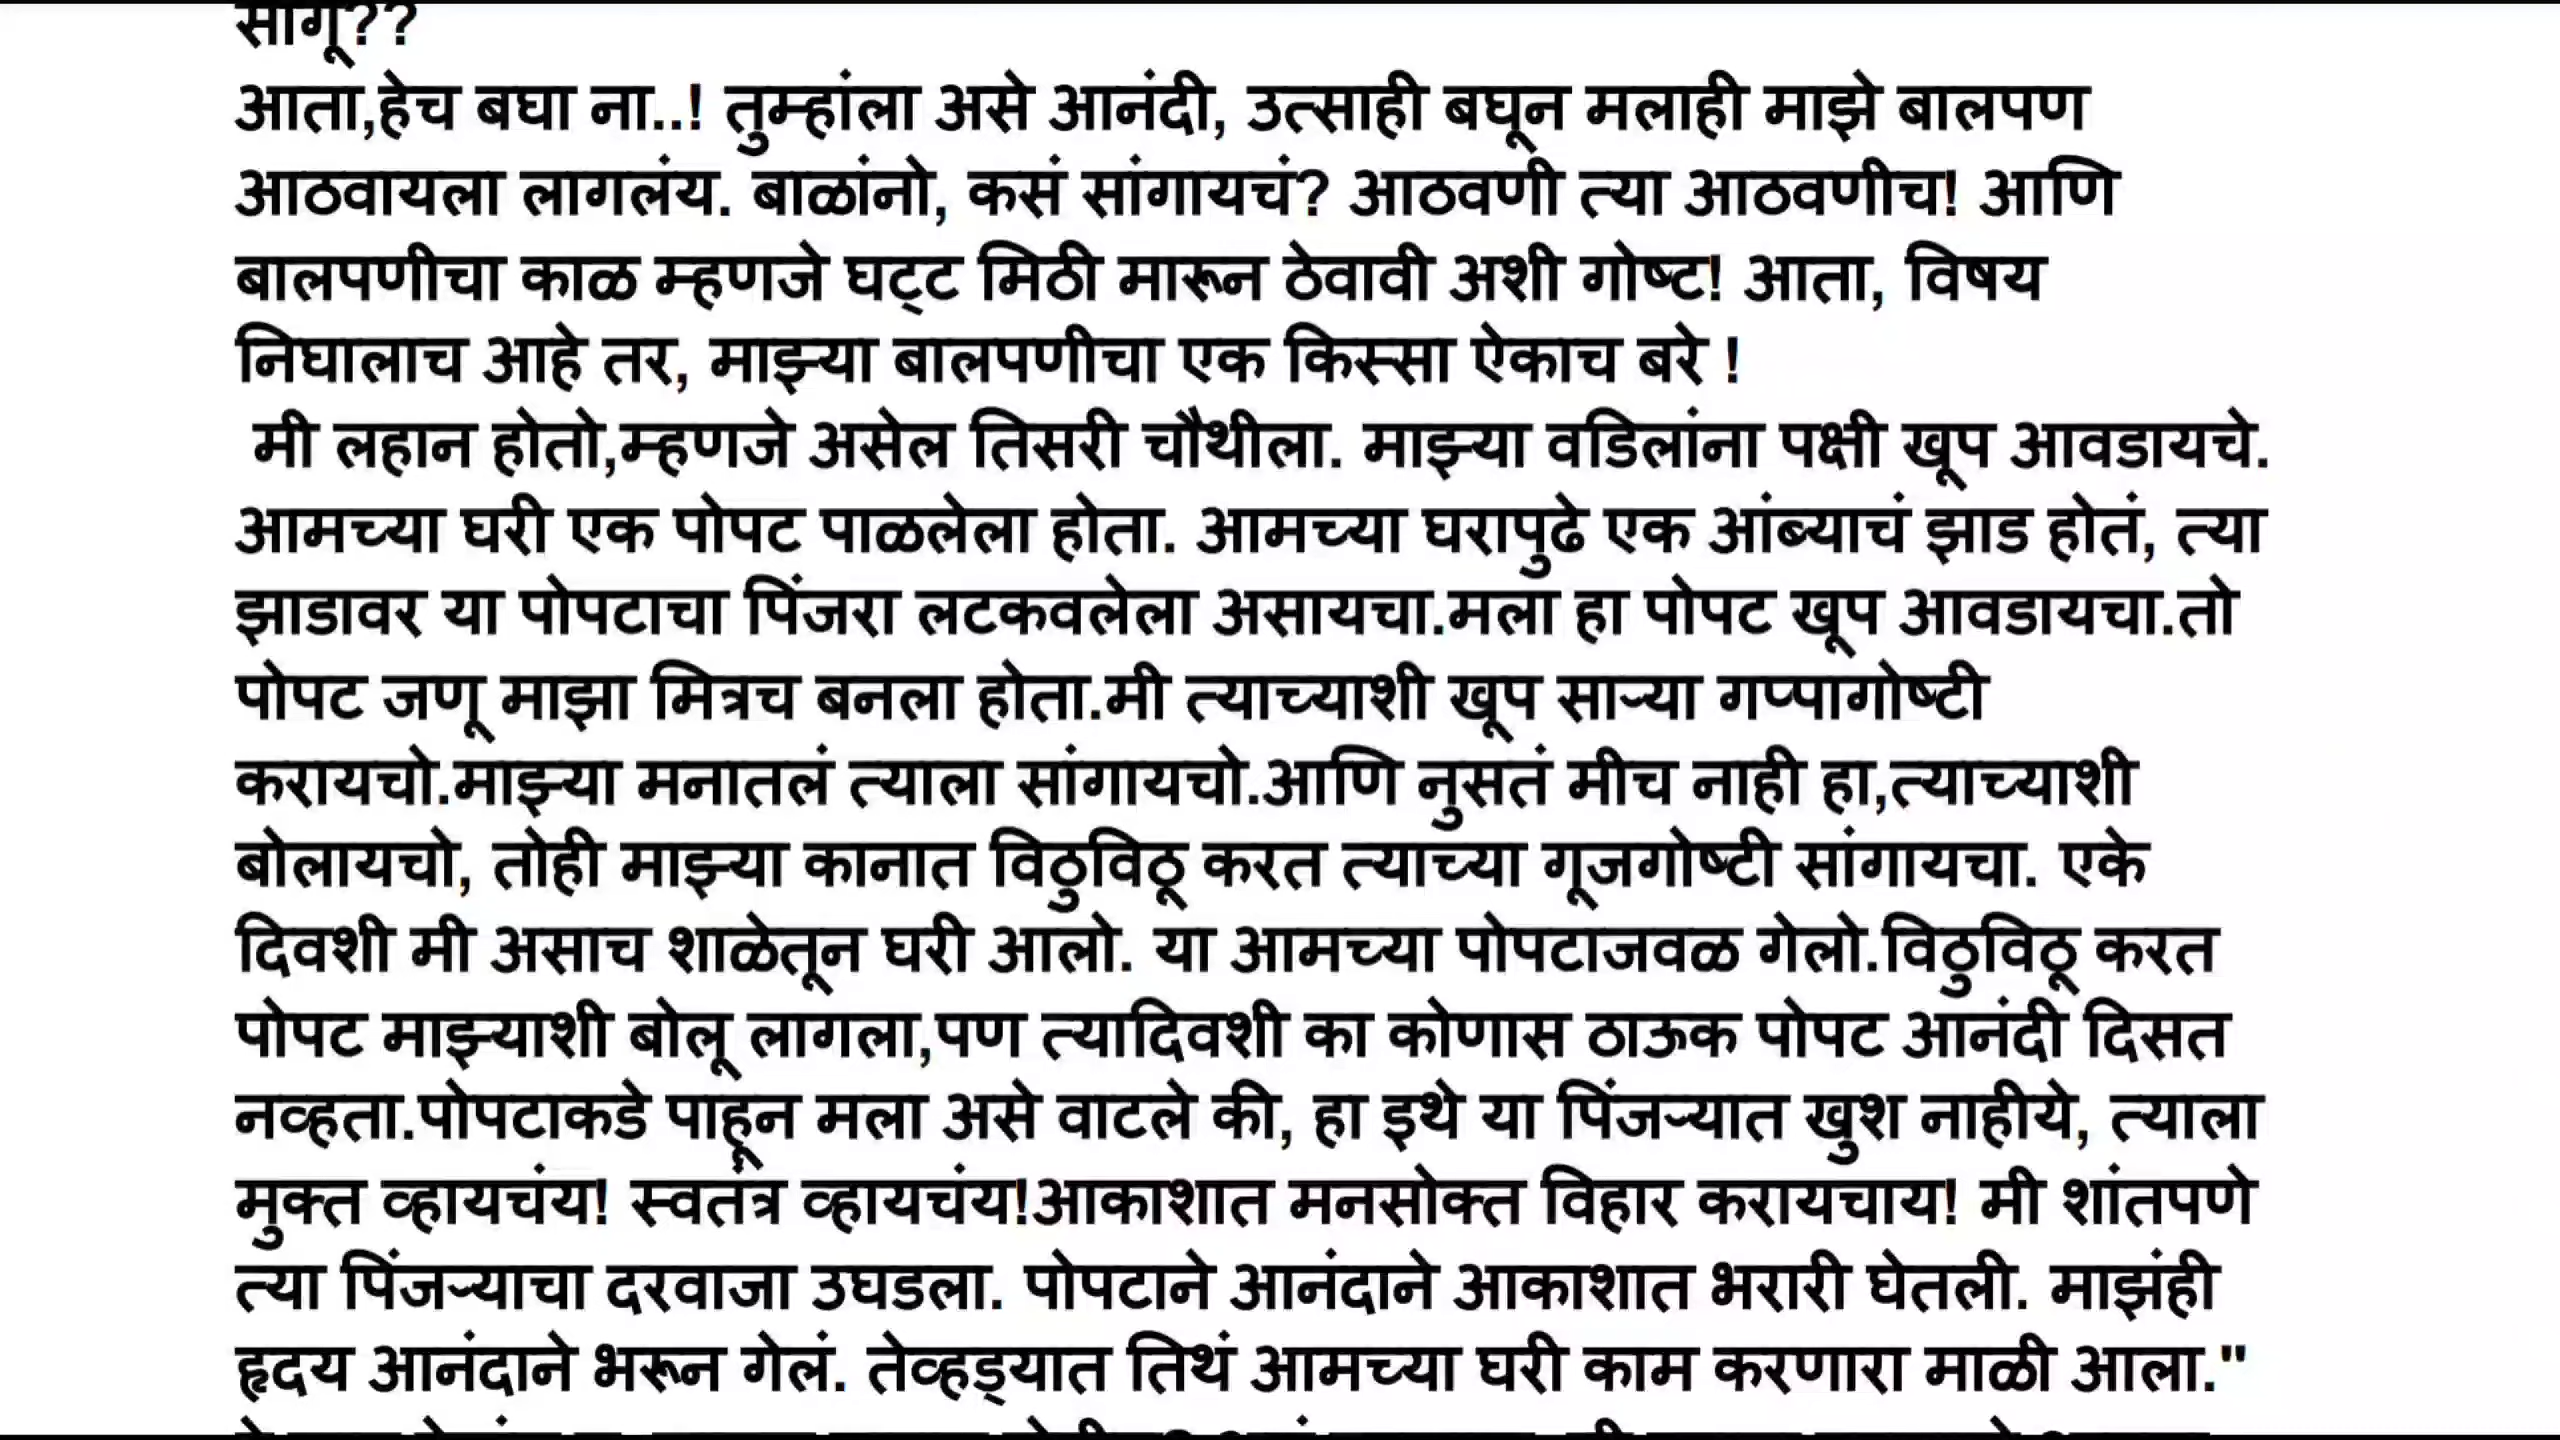 सांगू??
आता,हेच बघा ना..! तुम्हांला असे आनंदी, उत्साही बघून मलाही माझे बालपण
आठवायला लागलंय. बाळांनो, कसं सांगायचं? आठवणी त्या आठवणीच! आणि
बालपणीचा काळ म्हणजे घट्ट मिठी मारून ठेवावी अशी गोष्ट! आता, विषय
निघालाच आहे तर, माझ्या बालपणीचा एक किस्सा ऐकाच बरे !
मी लहान होतो,म्हणजे असेल तिसरी चौथीला. माझ्या वडिलांना पक्षी खूप आवडायचे.
आमच्या घरी एक पोपट पाळलेला होता. आमच्या घरापुढे एक आंब्याचं झाड होतं, त्या
झाडावर या पोपटाचा पिंजरा लटकवलेला असायचा.मला हा पोपट खूप आवडायचा.तो
पोपट जणू माझा मित्रच बनला होता.मी त्याच्याशी खूप साऱ्या गप्पागोष्टी
करायचो.माझ्या मनातलं त्याला सांगायचो.आणि नुसतं मीच नाही हा,त्याच्याशी
बोलायचो, तोही माझ्या कानात विठुविठू करत त्याच्या गूजगोष्टी सांगायचा. एके
दिवशी मी असाच शाळेतून घरी आलो. या आमच्या पोपटाजवळ गेलो.विठुविठू करत
पोपट माझ्याशी बोलू लागला,पण त्यादिवशी का कोणास ठाऊक पोपट आनंदी दिसत
नव्हता.पोपटाकडे पाहून मला असे वाटले की, हा इथे या पिंजऱ्यात खुश नाहीये, त्याला
मुक्त व्हायचंय! स्वतंत्र व्हायचंय!आकाशात मनसोक्त विहार करायचाय! मी शांतपणे
त्या पिंजऱ्याचा दरवाजा उघडला. पोपटाने आनंदाने आकाशात भरारी घेतली. माझंही
हृदय आनंदाने भरून गेलं. तेव्हड्यात तिथं आमच्या घरी काम करणारा माळी आला."